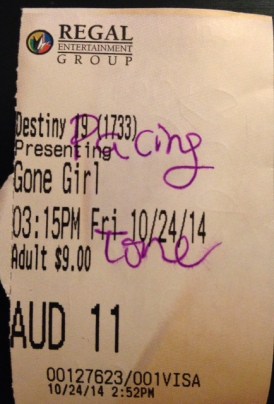 REGAL
ENTERTAINMENT
GROUP
Destiny 19 (1733)
Pricing
Presenting
Gone Girl
03:15PM Fri 10/24/14
tone
Adult $9.00
AUD 11
00127623/001VISA
10/24/14 2:52PM